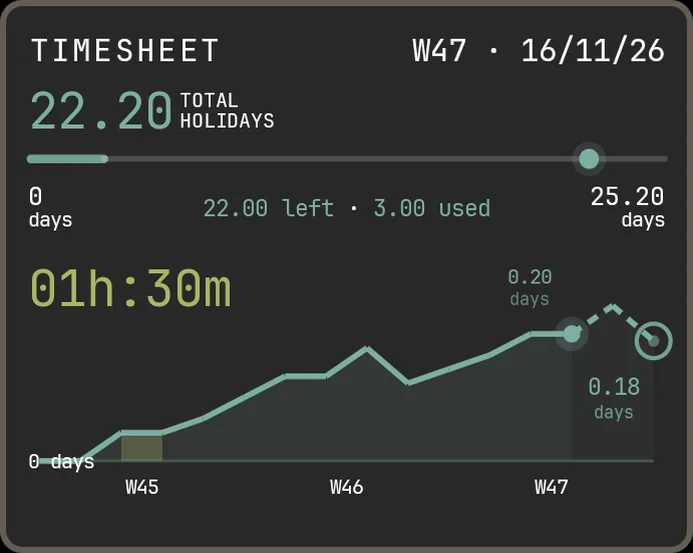 TIMESHEET
W47 · 16/11/26
22.20 TOTAL
HOLIDAYS
0
days
22.00 left · 3.00 used
25.20
days
01h:30m
0.20
days
0.18
days
0 days
W45
W46
W47